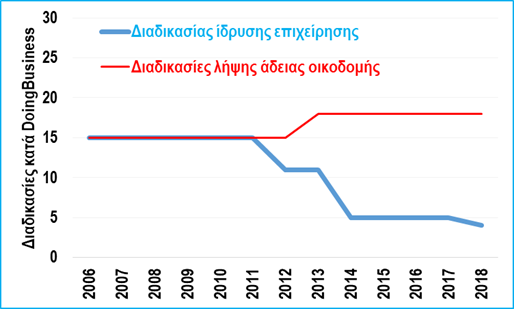 Διαδικασίας ίδρυσης επιχείρησης
Διαδικασίες λήψης άδειας οικοδομής
Διαδικασίες κατά DoingBusiness
30
25
20
15
10
5
0
2006 2007 2008 2009 2010 2011 2012 2013 2014 2015 2016 2017 2018